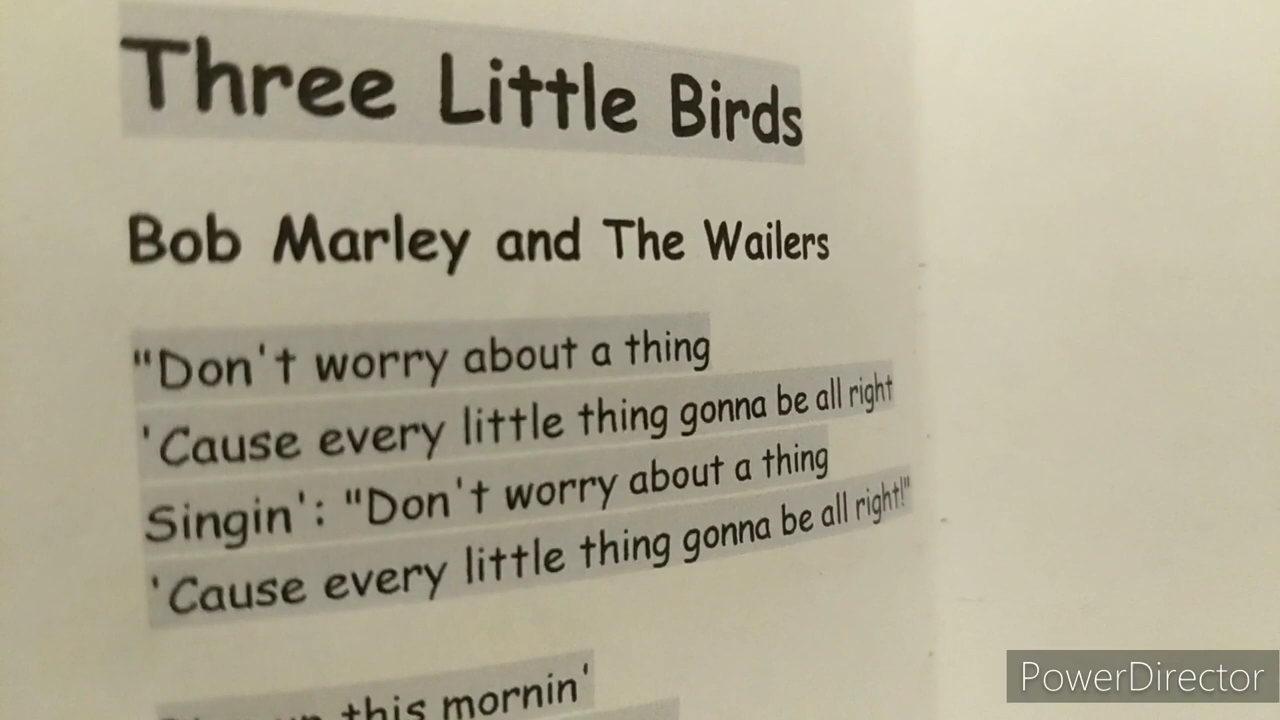 Three Little Birds
Bob Marley and The Wailers
"Don't worry about a thing
'Cause every little thing gonna be all right
Singin': "Don't worry about a thing
'Cause every little thing gonna be all right!"
this mornin'
PowerDirector